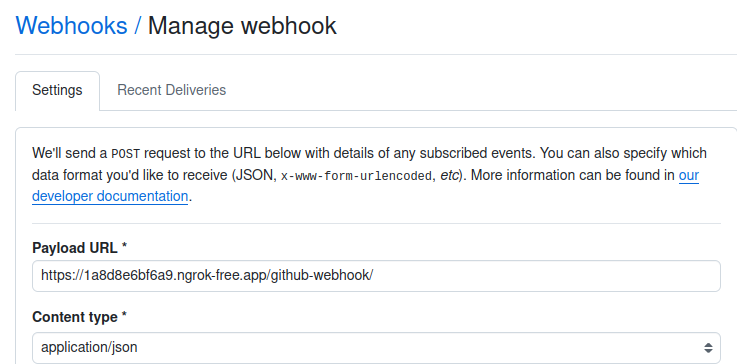 Webhooks / Manage webhook
Settings
Recent Deliveries
We'll send a POST request to the URL below with details of any subscribed events. You can also specify which
data format you'd like to receive (JSON, x-www-form-urlencoded, etc). More information can be found in our
developer documentation.
Payload URL *
https://1a8d8e6bf6a9.ngrok-free.app/github-webhook/
Content type *
application/json